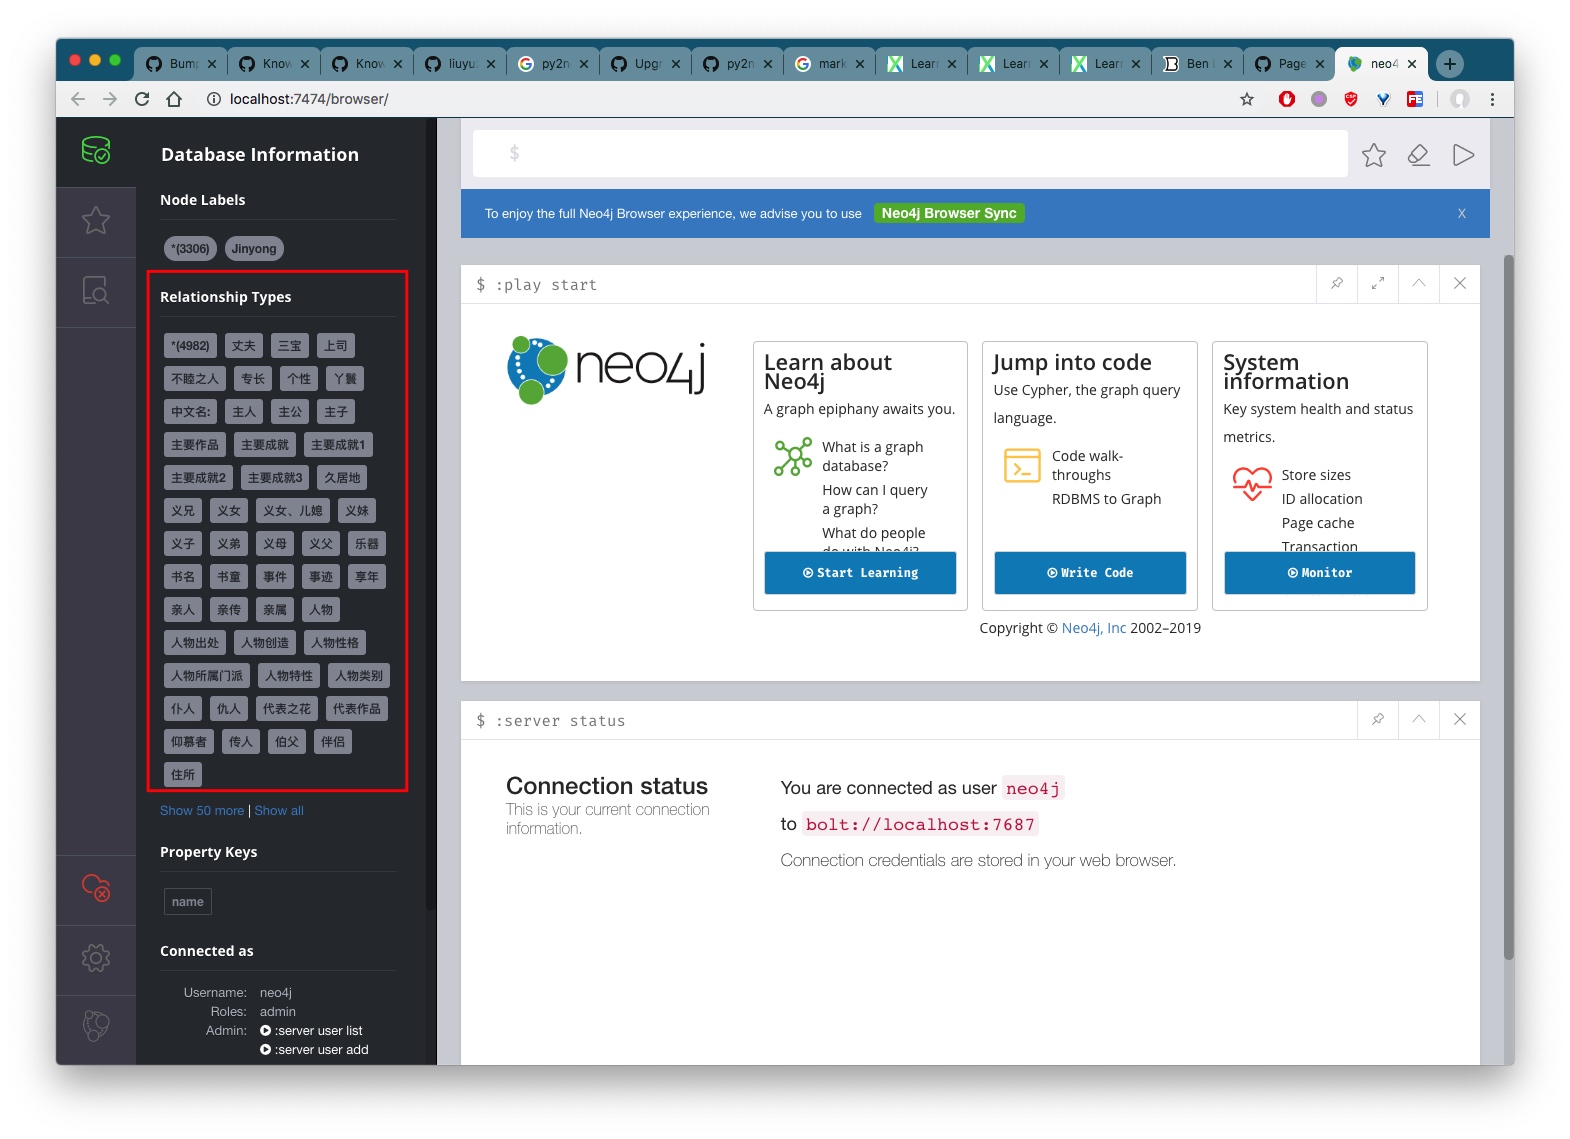 Bump
Know
Know
liuyu
py2n
Upgr
py2n
mark
Learn
Learn
Learn
Ben
Page
neo4
localhost:7474/browser/
Database Information
Node Labels
*(3306) Jinyong
Relationship Types
*(4982) 丈夫 三宝 上司
不睦之人 专长 个性 丫鬟
中文名: 主人 主公 主子
主要作品 主要成就 主要成就1
主要成就2 主要成就3 久居地
义兄 义女 义女、儿媳 义妹
义子 义弟 义母 义父 乐器
书名 书童 事件 事迹 享年
亲人 亲传 亲属 人物
人物出处 人物创造 人物性格
人物所属门派 人物特性 人物类别
仆人 仇人 代表之花 代表作品
仰慕者 传人 伯父 伴侣
住所
Show 50 more | Show all
Property Keys
name
Connected as
Username: neo4j
Roles: admin
Admin: :server user list
:server user add
$
To enjoy the full Neo4j Browser experience, we advise you to use Neo4j Browser Sync X
$ :play start
neo4j
Learn about
Neo4j
A graph epiphany awaits you.
What is a graph
database?
How can I query
a graph?
What do people
do with Neo4j?
Start Learning
Jump into code
Use Cypher, the graph query
language.
Code walk-
throughs
RDBMS to Graph
Write Code
System
information
Key system health and status
metrics.
Store sizes
ID allocation
Page cache
Transaction
Monitor
Copyright © Neo4j, Inc 2002–2019
$ :server status
Connection status
This is your current connection
information.
You are connected as user neo4j
to bolt://localhost:7687
Connection credentials are stored in your web browser.